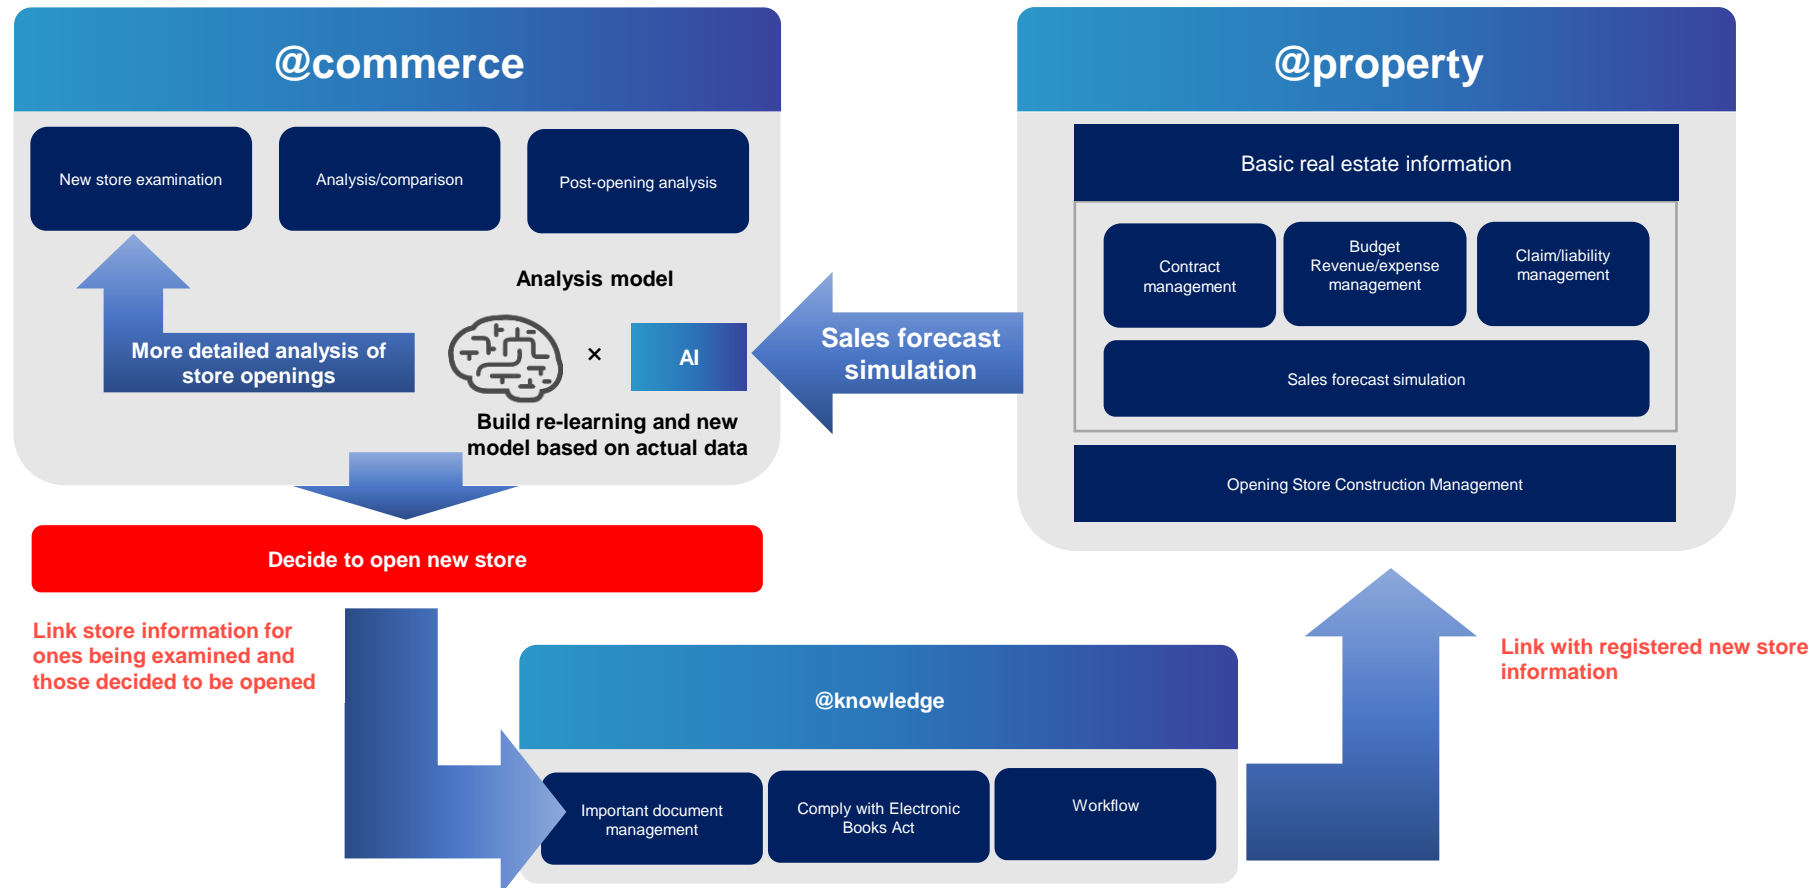 @commerce
New store examination
Analysis/comparison
Post-opening analysis
Analysis model
More detailed analysis of
store openings
×
AI
Build re-learning and new
model based on actual data
Sales forecast
simulation
@property
Basic real estate information
Contract
management
Budget
Revenue/expense
management
Claim/liability
management
Sales forecast simulation
Opening Store Construction Management
Decide to open new store
Link store information for
ones being examined and
those decided to be opened
@knowledge
Important document
management
Comply with Electronic
Books Act
Workflow
Link with registered new store
information